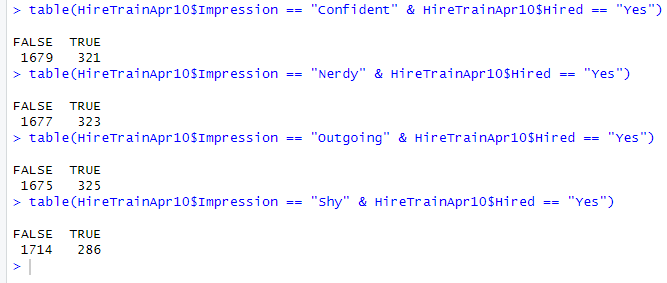 > table(HireTrainApr10$Impression == "Confident" & HireTrainApr10$Hired == "Yes")
FALSE TRUE
1679 321
> table(HireTrainApr10$Impression == "Nerdy" & HireTrainApr10$Hired == "Yes")
FALSE TRUE
1677 323
> table(HireTrainApr10$Impression == "Outgoing" & HireTrainApr10$Hired == "Yes")
FALSE TRUE
1675 325
> table(HireTrainApr10$Impression == "Shy" & HireTrainApr10$Hired == "Yes")
FALSE TRUE
1714 286
>